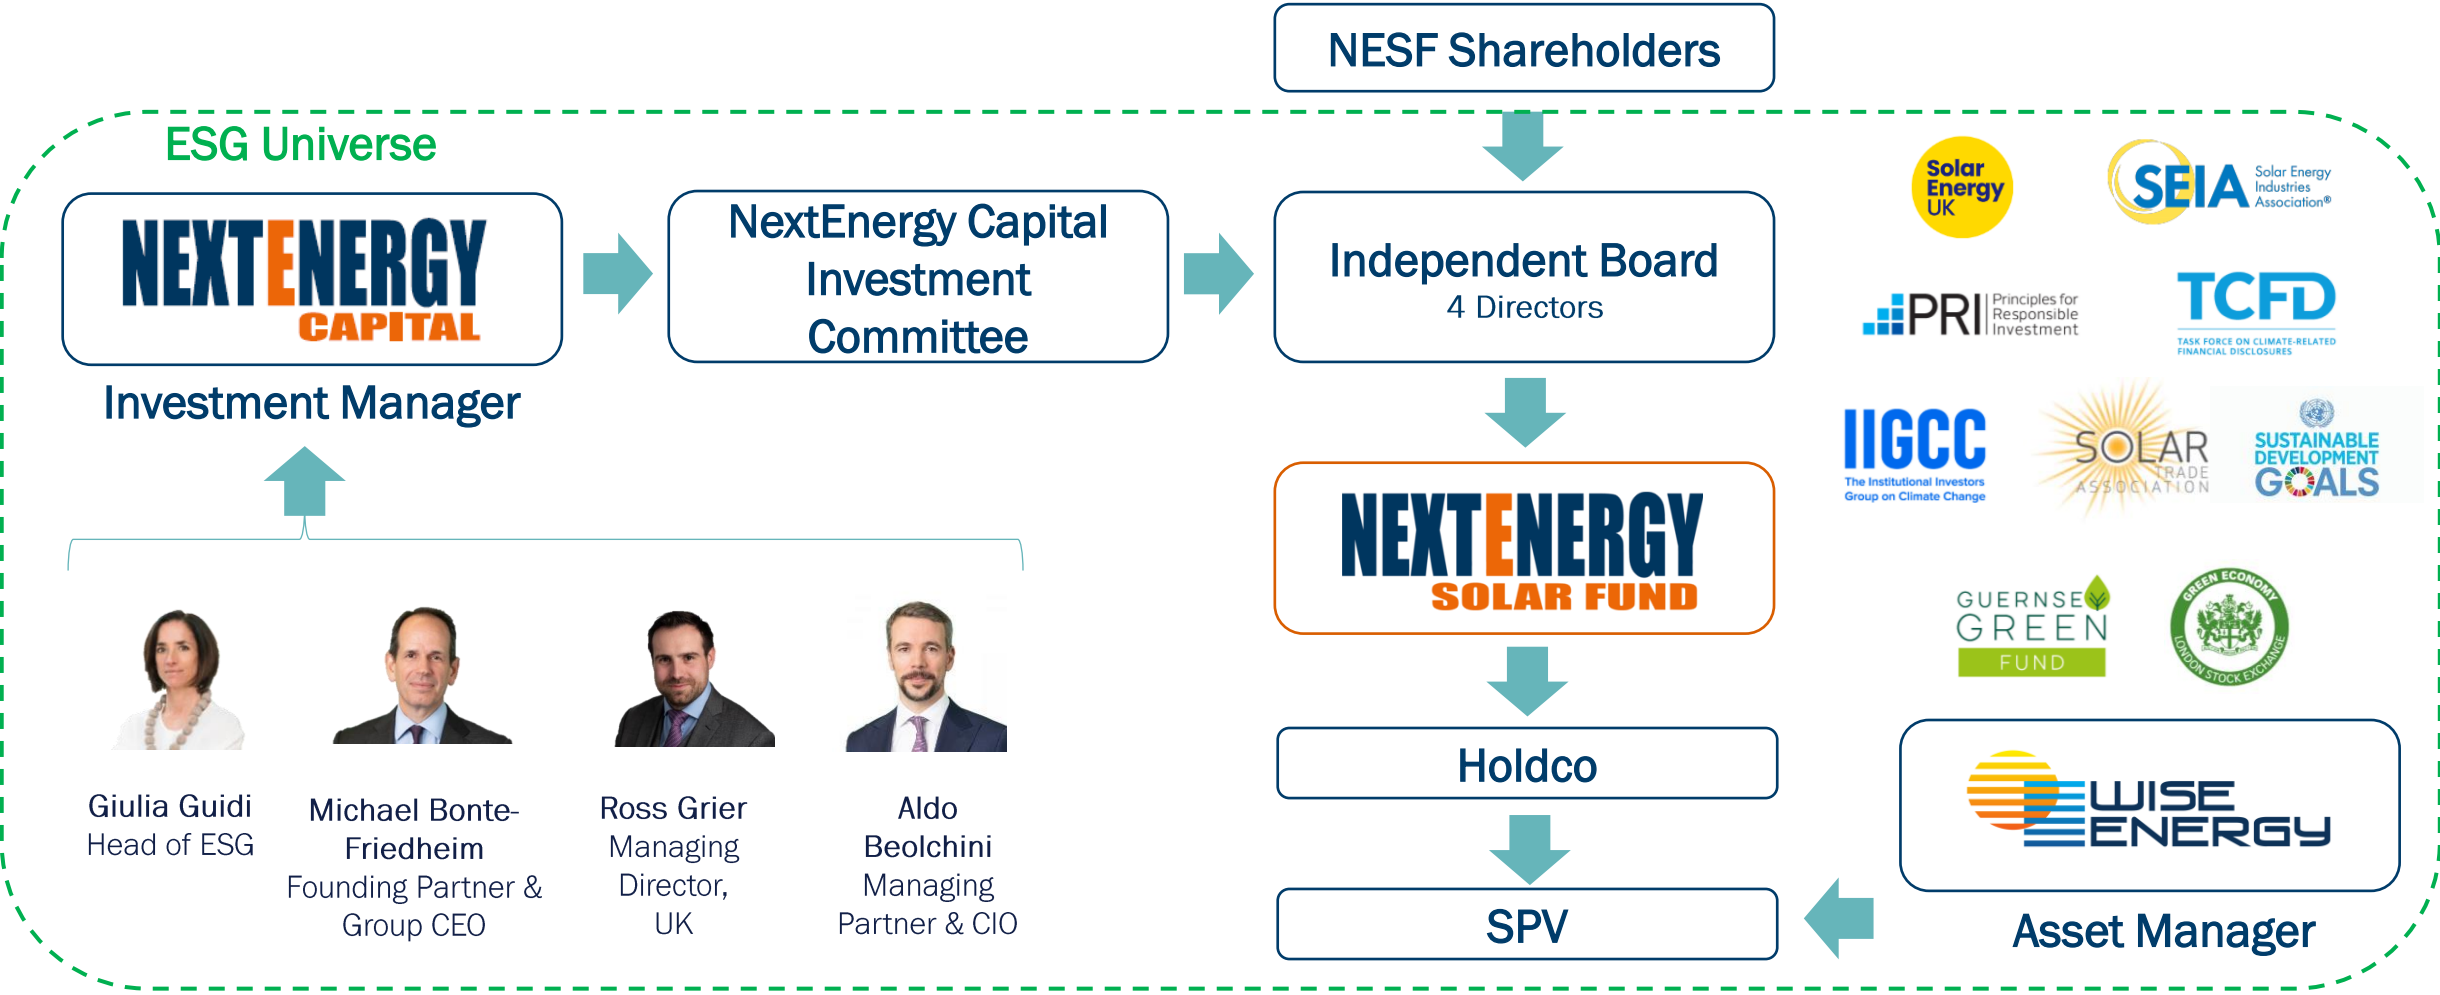 NESF Shareholders
ESG Universe
NEXTENERGY
CAPITAL
Investment Manager
NextEnergy Capital
Investment
Committee
Independent Board
4 Directors
Solar
Energy
UK
SEIA
Solar Energy
Industries
Association®
PRI
Principles for
Responsible
Investment
TCFD
TASK FORCE ON CLIMATE-RELATED
FINANCIAL DISCLOSURES
IIGCC
The Institutional Investors
Group on Climate Change
SOLAR
TRADE
ASSOCIATION
SUSTAINABLE
DEVELOPMENT
GOALS
NEXTENERGY
SOLAR FUND
GUERNSE
GREEN
FUND
GREEN ECONOMY
LONDON STOCK EXCHANGE
Giulia Guidi
Head of ESG
Michael Bonte-
Friedheim
Founding Partner &
Group CEO
Ross Grier
Managing
Director,
UK
Aldo
Beolchini
Managing
Partner & CIO
Holdco
SPV
WISE
ENERGY
Asset Manager